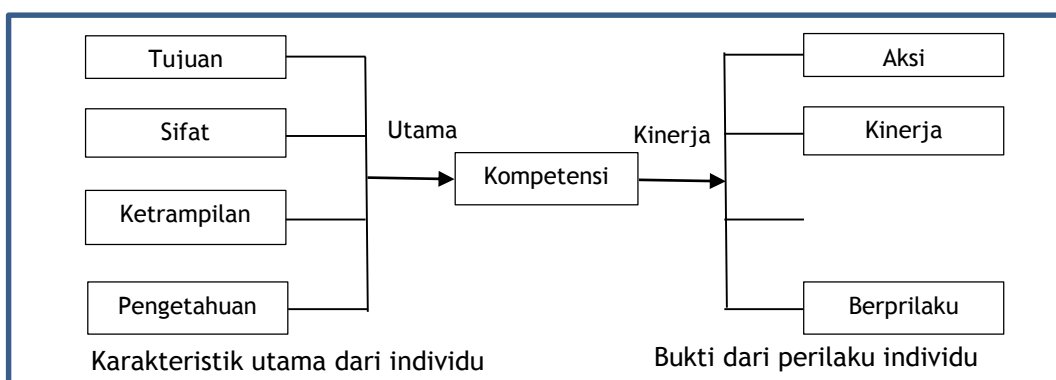 Tujuan
Sifat
Ketrampilan
Pengetahuan
Karakteristik utama dari individu
Utama
Kompetensi
Kinerja
Aksi
Kinerja
Berprilaku
Bukti dari perilaku individu